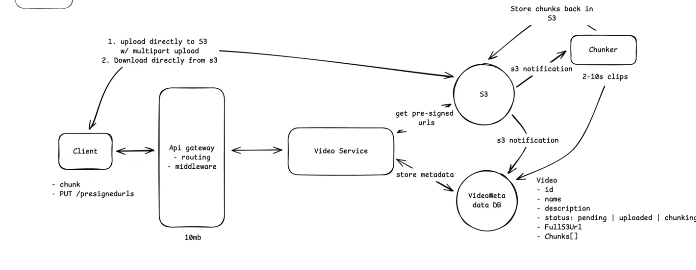 Store chunks back in
S3
1. upload directly to S3
w/ multipart upload
2. Download directly from s3
Chunker
s3 notification
2-10s clips
S3
get pre-signed
urls
Client
Api gateway
- routing
- middleware
Video Service
s3 notification
store metadata
- chunk
- PUT /presignedurls
VideoMeta
data DB
Video
- id
- name
- description
- status: pending | uploaded | chunking
- FullS3Url
- Chunks[]
10mb